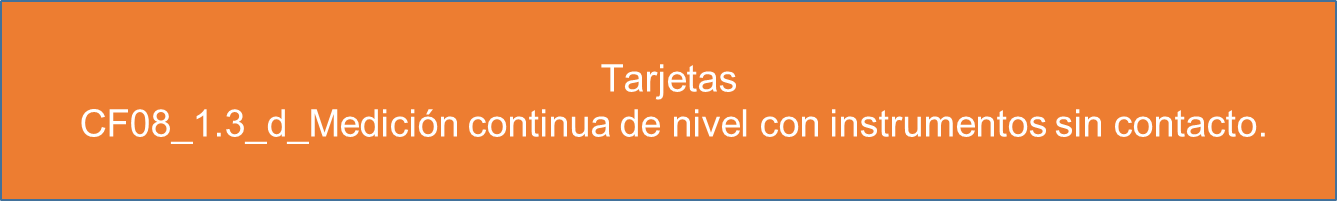 Tarjetas
CF08_1.3_d_Medición continua de nivel con instrumentos sin contacto.